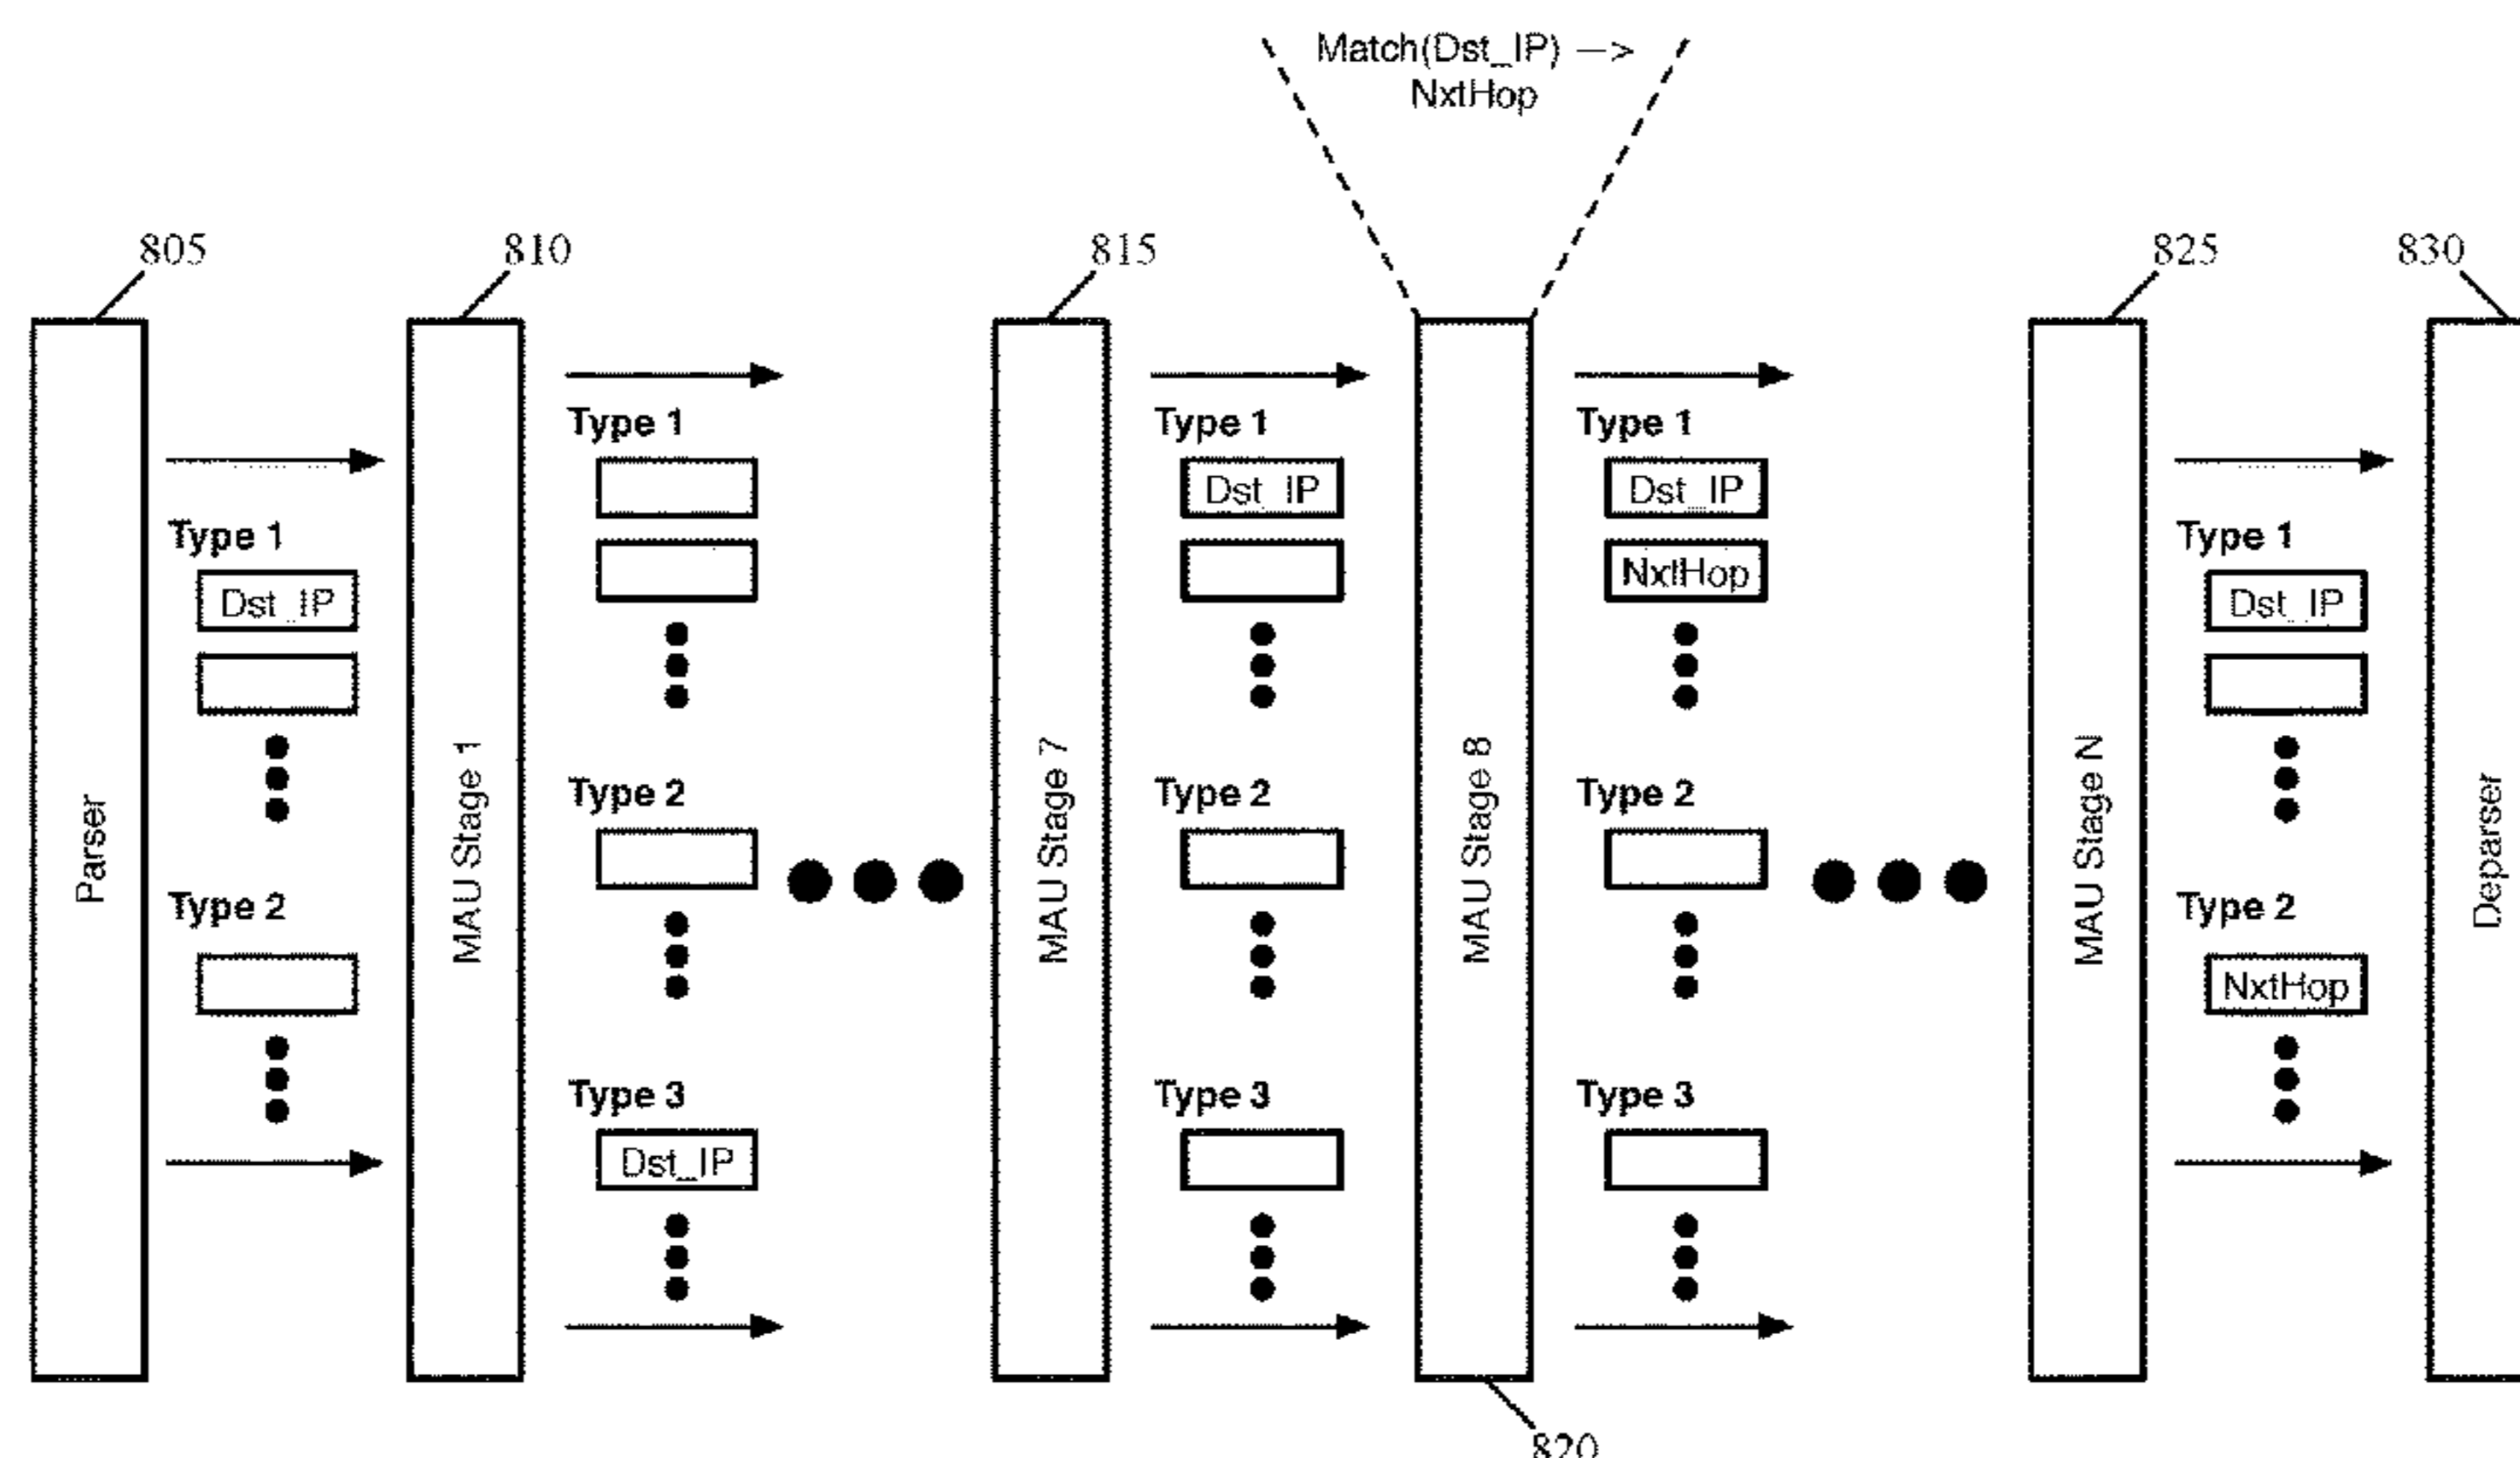 Match(Dst_IP) —>
NxtHop
805
810
815
825
830
Parser
Type 1
Dst_IP
Type 2
MAU Stage 1
Type 1
Type 2
Type 3
Dst_IP
MAU Stage 7
Type 1
Dst_IP
Type 2
Type 3
MAU Stage 8
Type 1
Dst_IP
NxtHop
Type 2
Type 3
MAU Stage N
Type 1
Dst_IP
Type 2
NxtHop
Deparser
820